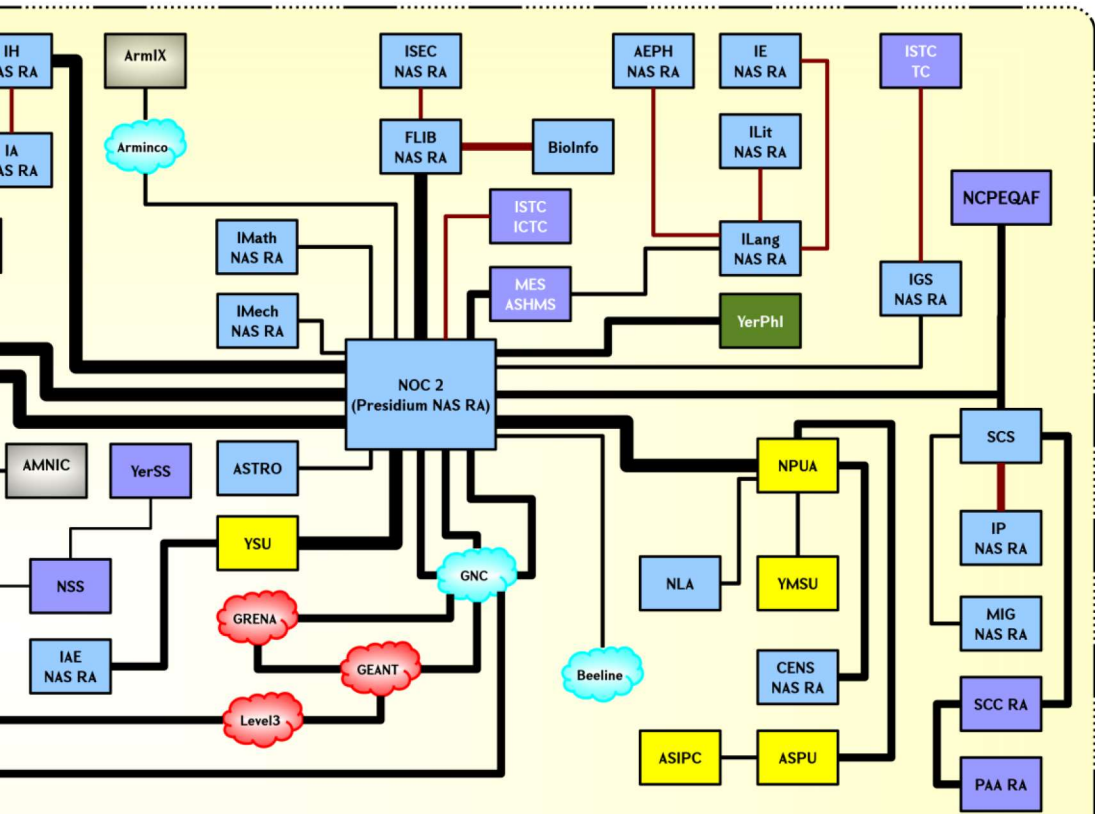 IH
AS RA
ArmIX
ISEC
NAS RA
AEPH
NAS RA
IE
NAS RA
ISTC
TC
IA
AS RA
Arminco
FLIB
NAS RA
BioInfo
ILit
NAS RA
NCPEQAF
ISTC
ICTC
IMath
NAS RA
ILang
NAS RA
MES
ASHMS
IGS
NAS RA
IMech
NAS RA
YerPhI
NOC 2
(Presidium NAS RA)
SCS
AMNIC
YerSS
ASTRO
NPUA
YSU
IP
NAS RA
NSS
GNC
NLA
YMSU
GRENA
MIG
NAS RA
IAE
NAS RA
GEANT
Beeline
CENS
NAS RA
SCC RA
Level3
ASIPC
ASPU
PAA RA